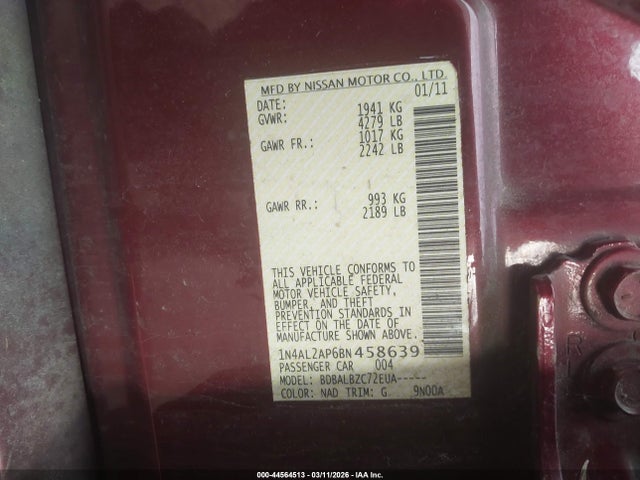 MFD BY NISSAN MOTOR CO., LTD.
DATE: 01/11
GVWR: 1941 KG
4279 LB
GAWR FR.: 1017 KG
2242 LB
GAWR RR.: 993 KG
2189 LB
THIS VEHICLE CONFORMS TO
ALL APPLICABLE FEDERAL
MOTOR VEHICLE SAFETY,
BUMPER, AND THEFT
PREVENTION STANDARDS IN
EFFECT ON THE DATE OF
MANUFACTURE SHOWN ABOVE.
1N4AL2AP6BN458639
PASSENGER CAR 004
MODEL: BDBALBZC72EUA-----
COLOR: NAD TRIM: G 9N00A
R
000-44564513 - 03/11/2026 - IAA Inc.